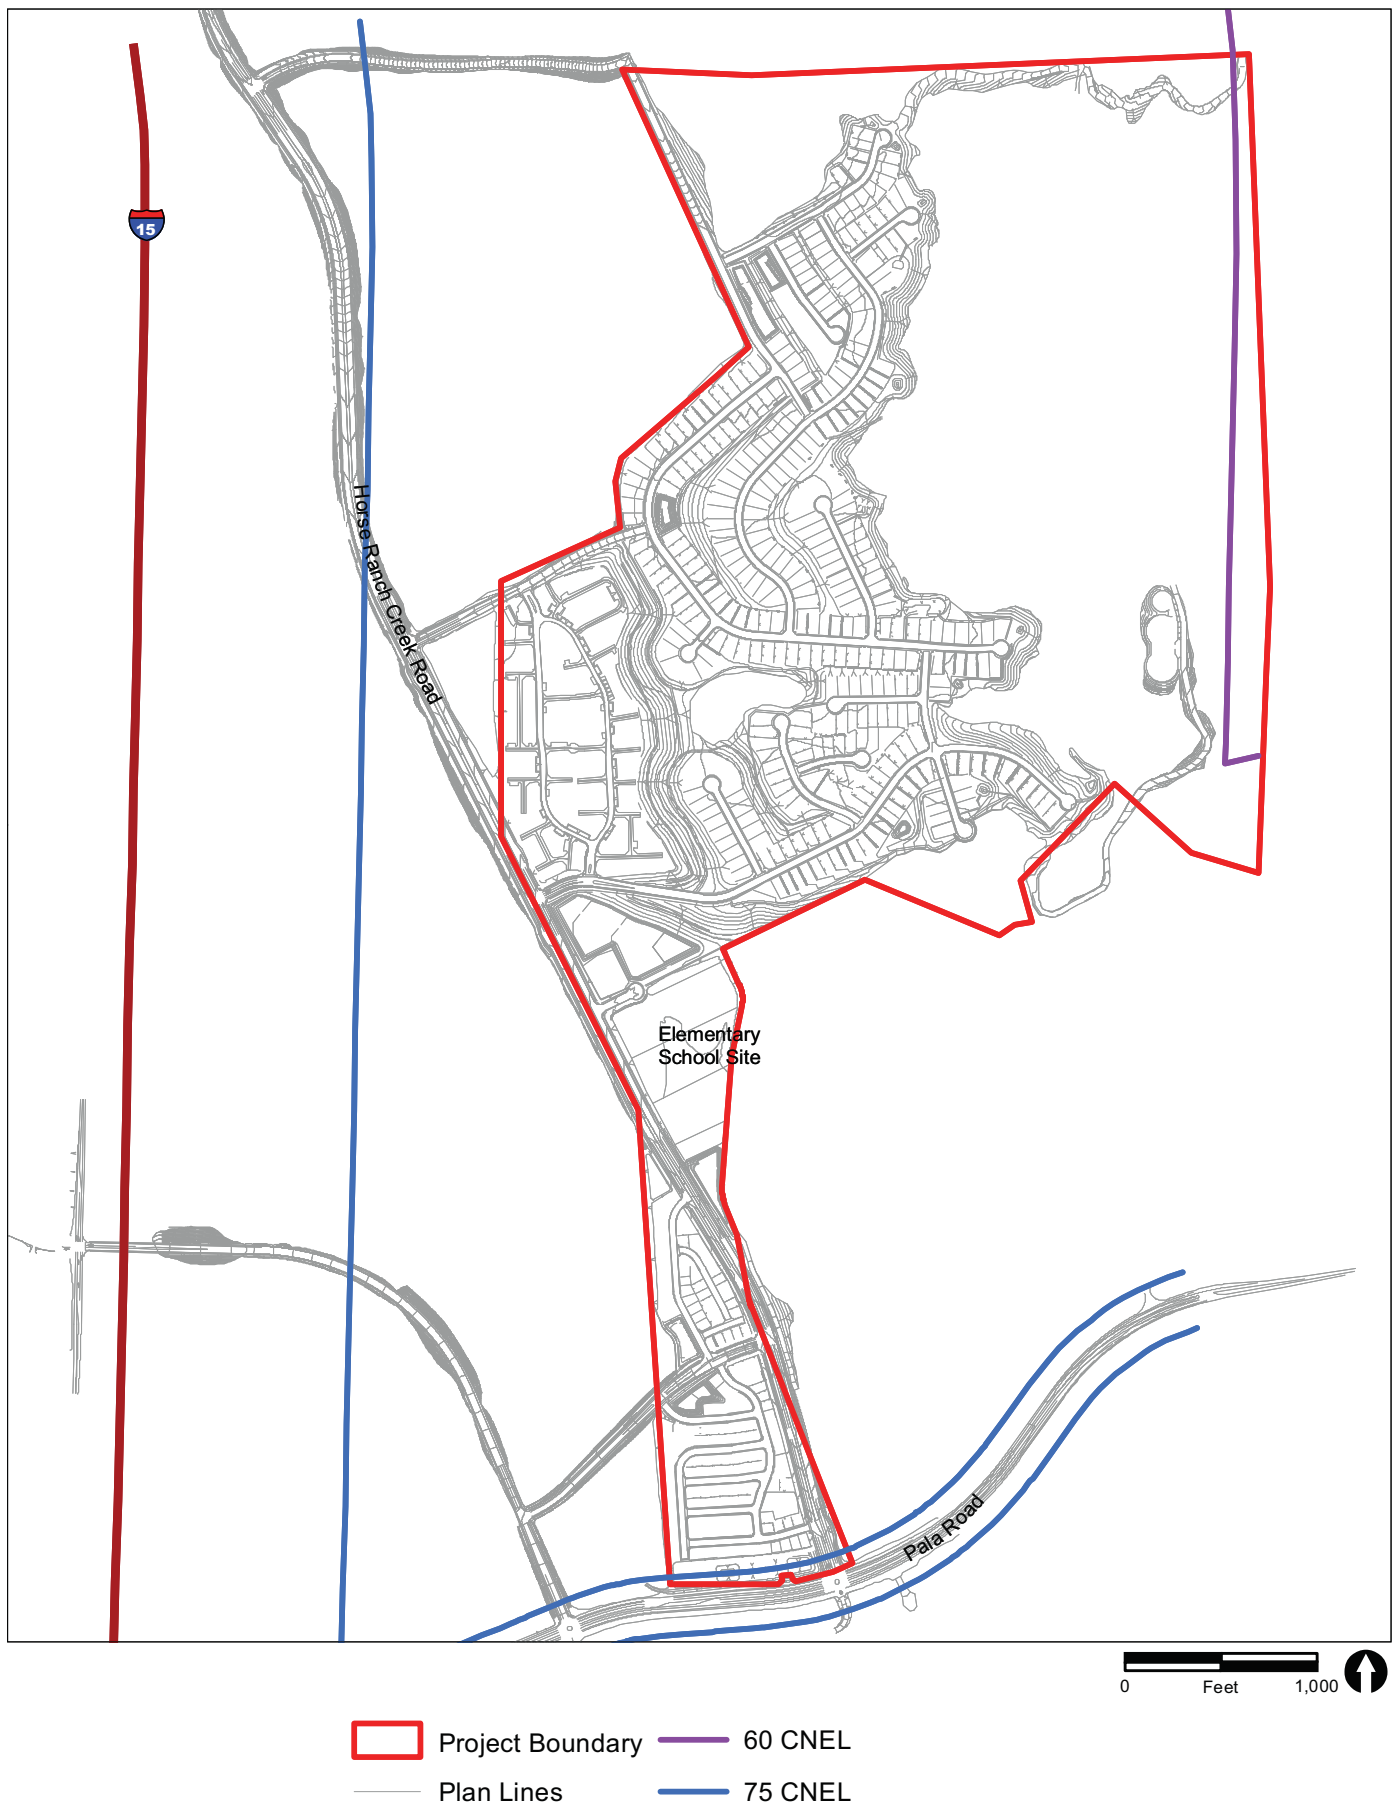 15
Horse Ranch Creek Road
Elementary
School Site
Pala Road
0 Feet 1,000
Project Boundary
60 CNEL
Plan Lines
75 CNEL